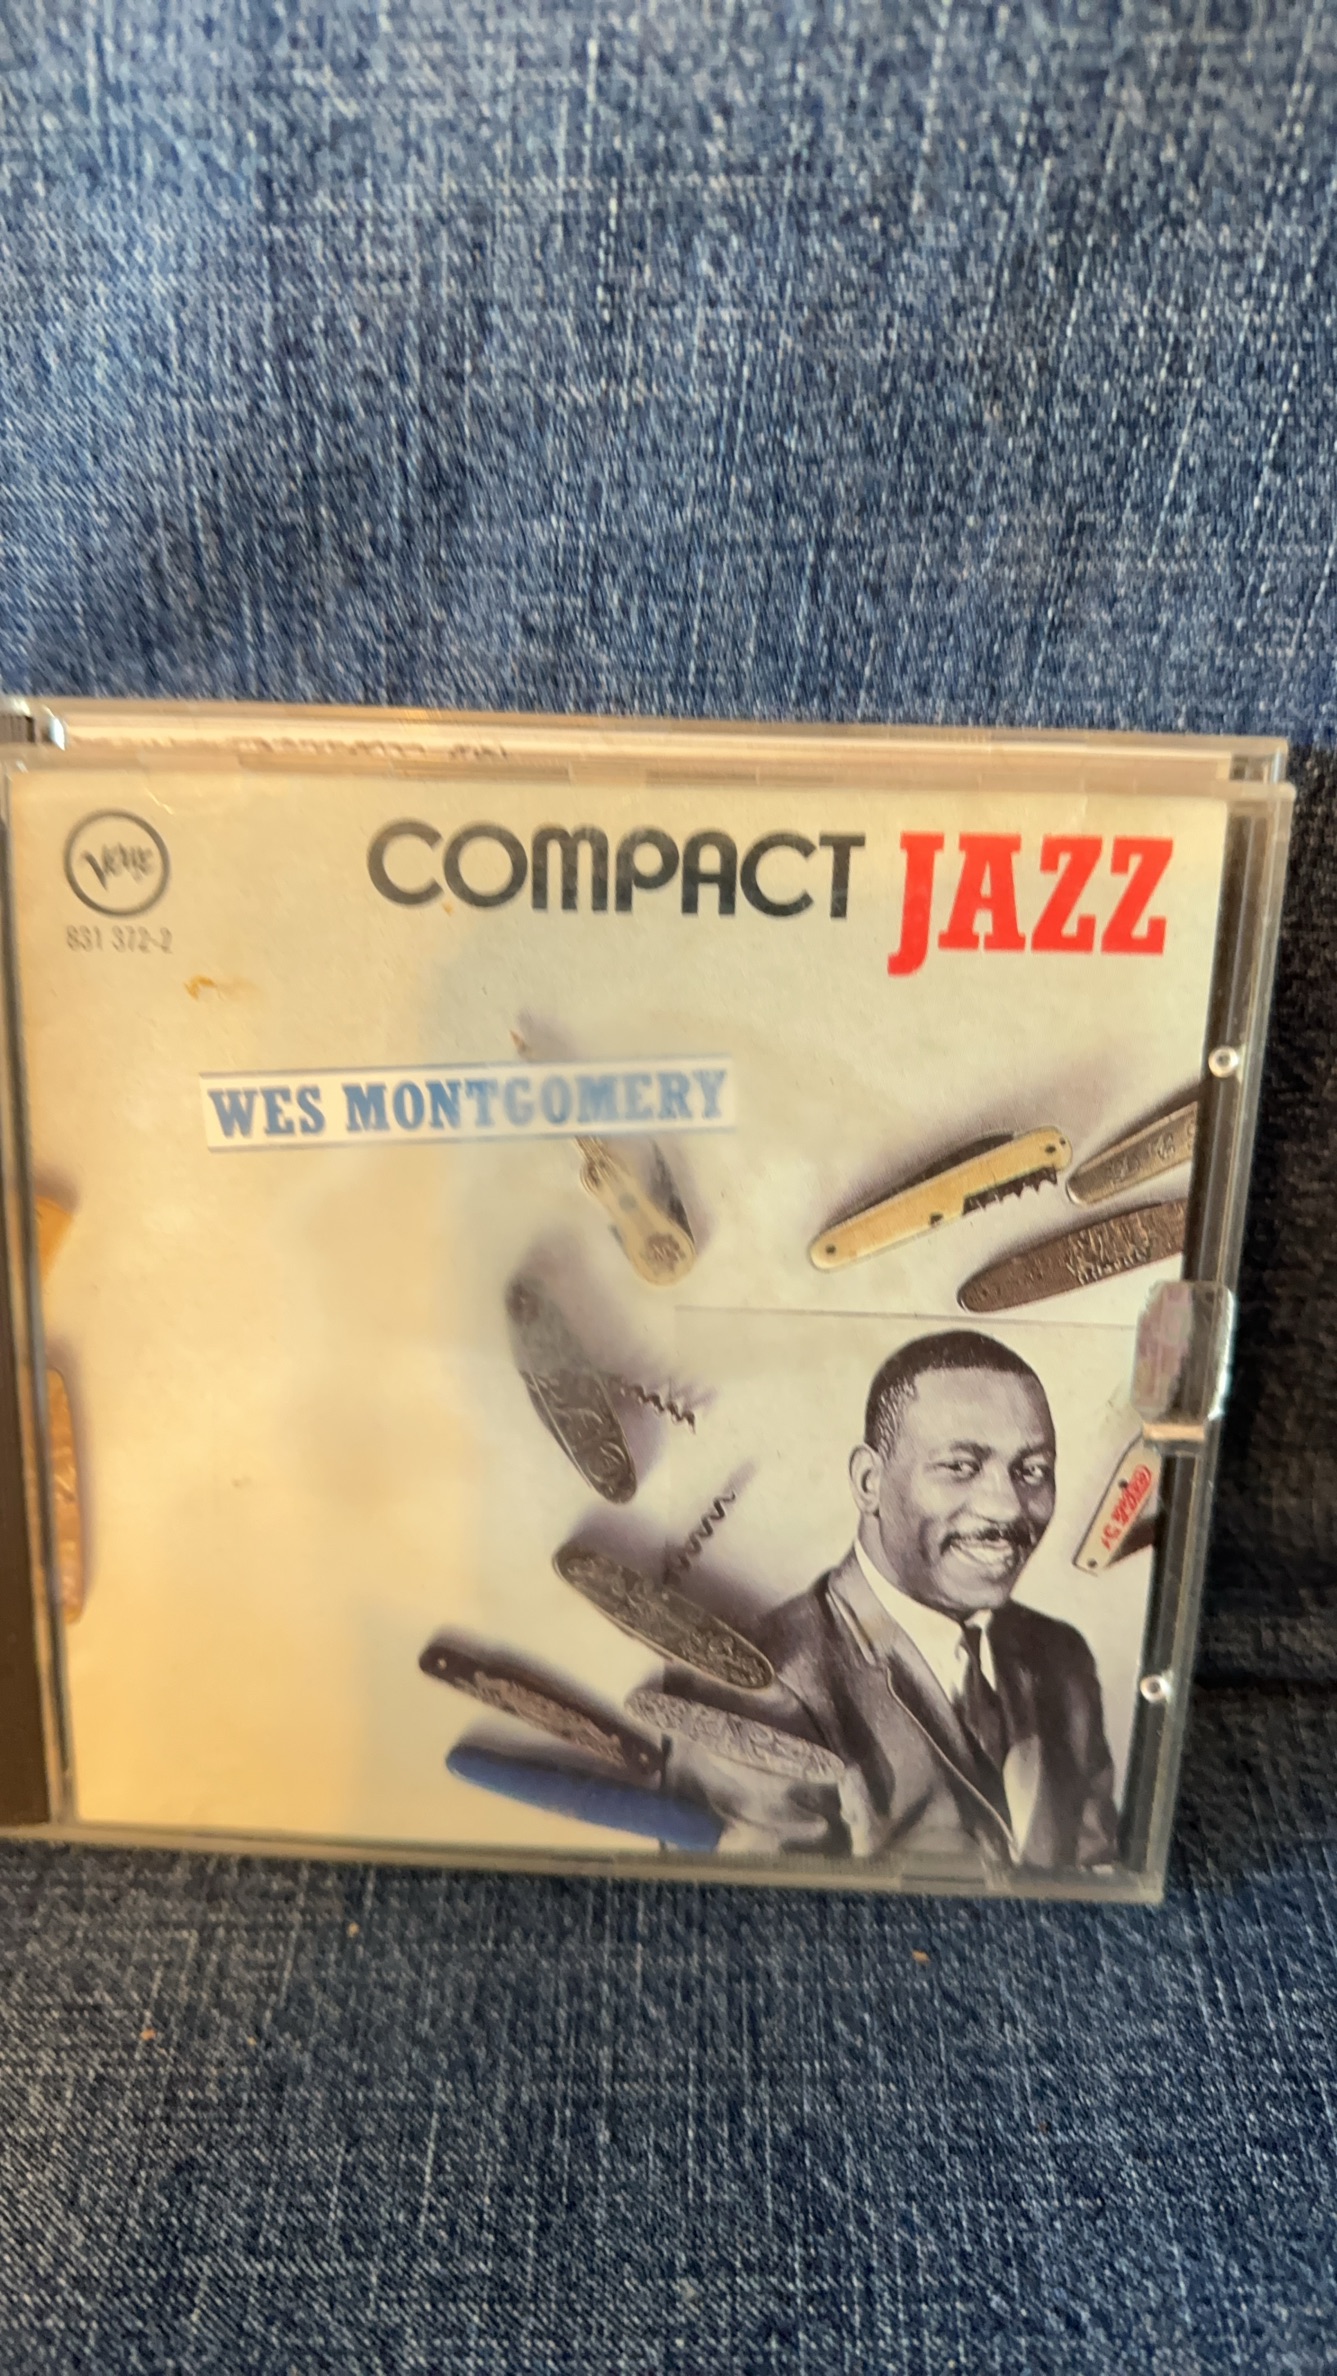 Verve
COMPACT JAZZ
831 372-2
WES MONTGOMERY